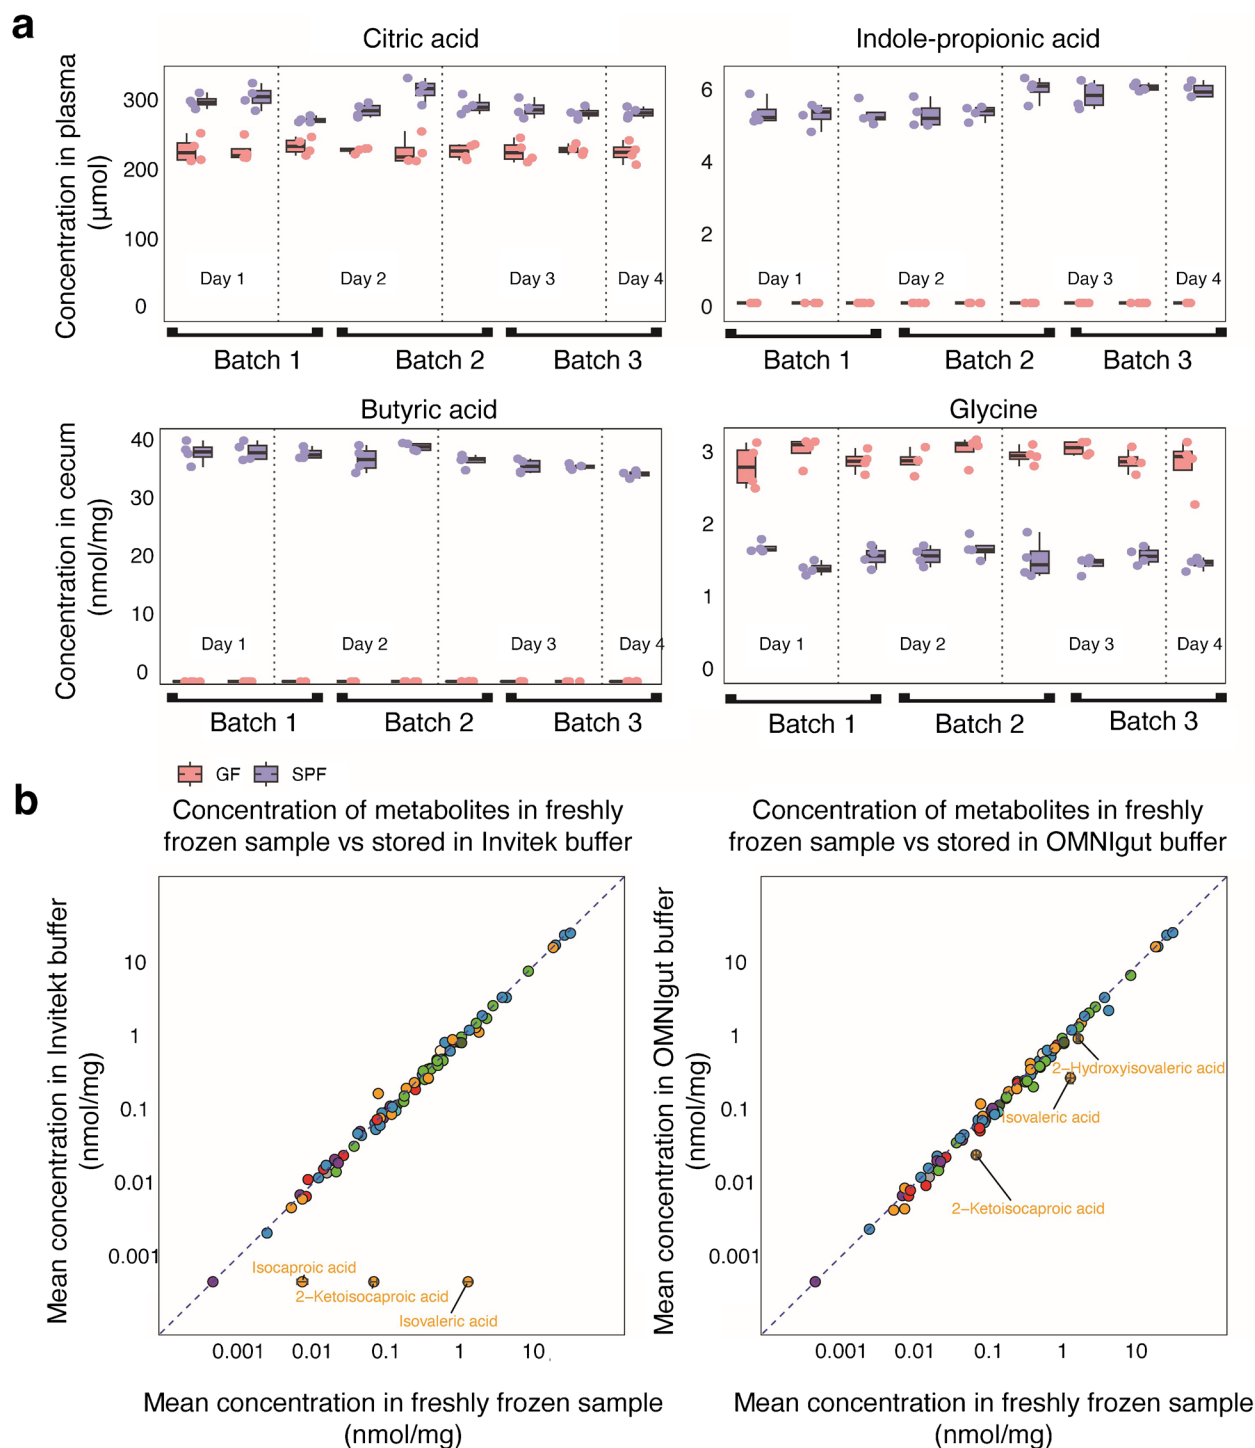 a
Citric acid
Concentration in plasma
(µmol)
300
200
100
0
Day 1
Day 2
Day 3
Day 4
Batch 1
Batch 2
Batch 3
Indole-propionic acid
6
4
2
0
Day 1
Day 2
Day 3
Day 4
Batch 1
Batch 2
Batch 3
Butyric acid
Concentration in cecum
(nmol/mg)
40
30
20
10
0
Day 1
Day 2
Day 3
Day 4
Batch 1
Batch 2
Batch 3
Glycine
3
2
1
0
Day 1
Day 2
Day 3
Day 4
Batch 1
Batch 2
Batch 3
GF
SPF
b
Concentration of metabolites in freshly
frozen sample vs stored in Invitek buffer
Mean concentration in Invitekt buffer
(nmol/mg)
10
1
0.1
0.01
0.001
Isocaproic acid
2−Ketoisocaproic acid
Isovaleric acid
0.001
0.01
0.1
1
10
Mean concentration in freshly frozen sample
(nmol/mg)
Concentration of metabolites in freshly
frozen sample vs stored in OMNIgut buffer
Mean concentration in OMNIgut buffer
(nmol/mg)
10
1
0.1
0.01
0.001
2−Hydroxyisovaleric acid
Isovaleric acid
2−Ketoisocaproic acid
0.001
0.01
0.1
1
10
Mean concentration in freshly frozen sample
(nmol/mg)